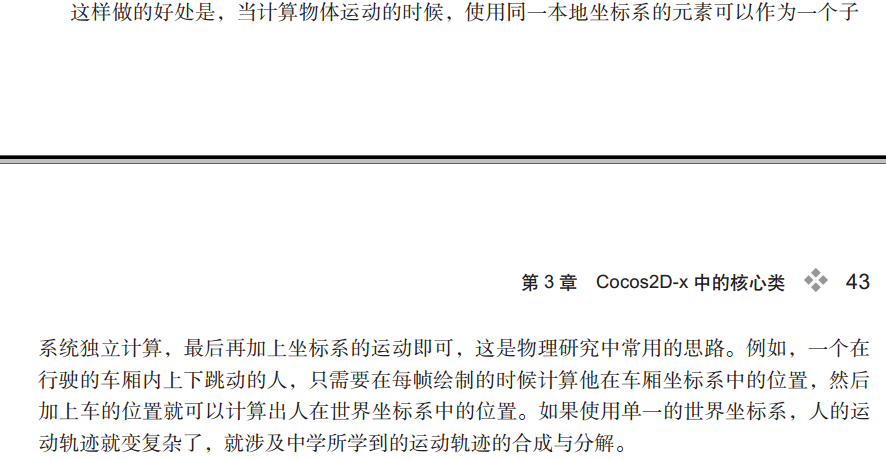 这样做的好处是，当计算物体运动的时候，使用同一本地坐标系的元素可以作为一个子
第 3 章 Cocos2D-x 中的核心类 43
系统独立计算，最后再加上坐标系的运动即可，这是物理研究中常用的思路。例如，一个在
行驶的车厢内上下跳动的人，只需要在每帧绘制的时候计算他在车厢坐标系中的位置，然后
加上车的位置就可以计算出人在世界坐标系中的位置。如果使用单一的世界坐标系，人的运
动轨迹就变复杂了，就涉及中学所学到的运动轨迹的合成与分解。